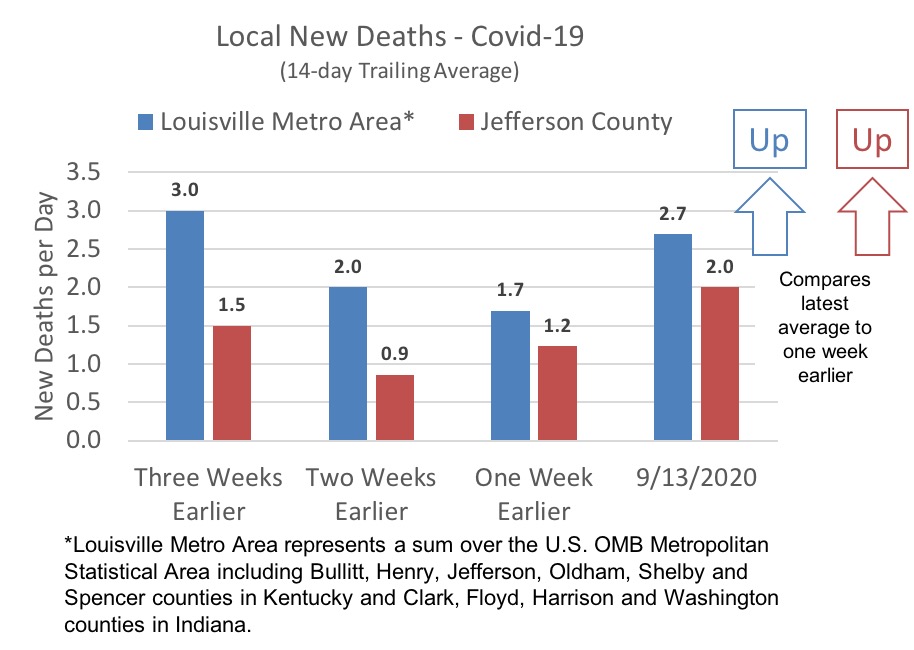 Local New Deaths - Covid-19
(14-day Trailing Average)
Louisville Metro Area*
Jefferson County
Up
Up
New Deaths per Day
3.5
3.0
2.5
2.0
1.5
1.0
0.5
0.0
3.0
1.5
2.0
0.9
1.7
1.2
2.7
2.0
Compares
latest
average to
one week
earlier
Three Weeks
Earlier
Two Weeks
Earlier
One Week
Earlier
9/13/2020
*Louisville Metro Area represents a sum over the U.S. OMB Metropolitan
Statistical Area including Bullitt, Henry, Jefferson, Oldham, Shelby and
Spencer counties in Kentucky and Clark, Floyd, Harrison and Washington
counties in Indiana.